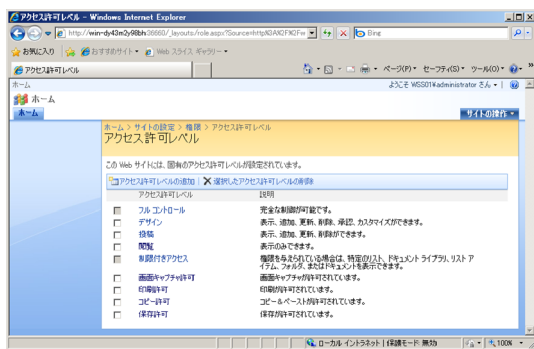 アクセス許可レベル - Windows Internet Explorer
http://win-dy43m2y98bh:36660/_layouts/role.aspx?Source=http%3A%2F%2Fw
Bing
お気に入り
おすすめサイト
Web スライス ギャラリー
アクセス許可レベル
ページ(P)
セーフティ(S)
ツール(O)
ホーム
ようこそ WSS01¥administrator さん
ホーム
ホーム
サイトの操作
ホーム > サイトの設定 > 権限 > アクセス許可レベル
アクセス許可レベル
この Web サイトには、固有のアクセス許可レベルが設定されています。
アクセス許可レベルの追加 | 選択したアクセス許可レベルの削除
アクセス許可レベル 説明
フル コントロール 完全な制御が可能です。
デザイン 表示、追加、更新、削除、承認、カスタマイズができます。
投稿 表示、追加、更新、削除ができます。
閲覧 表示のみできます。
制限付きアクセス 権限を与えられている場合は、特定のリスト、ドキュメント ライブラリ、リスト ア
イテム、フォルダ、またはドキュメントを表示できます。
画面キャプチャ許可 画面キャプチャが許可されています。
印刷許可 印刷が許可されています。
コピー許可 コピー&ペーストが許可されています。
保存許可 保存が許可されています。
ローカル イントラネット | 保護モード: 無効
100%